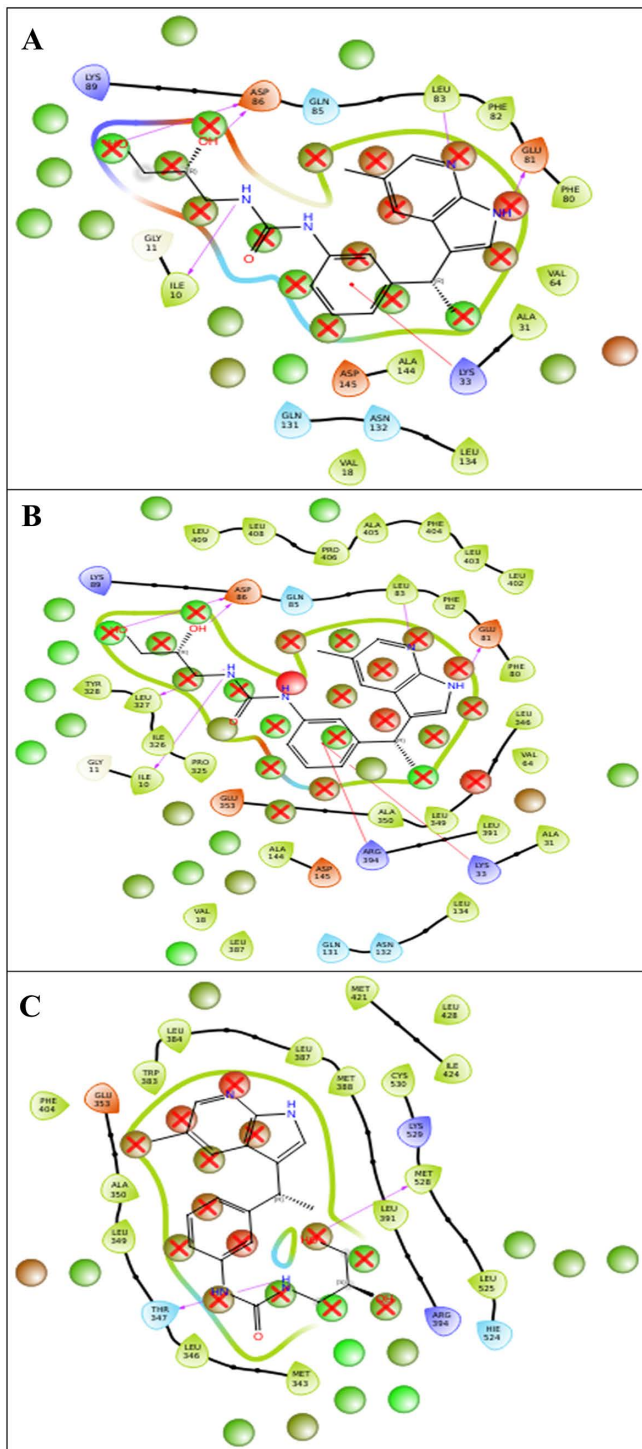 A
LYS
89
ASP
86
GLN
85
LEU
83
PHE
82
GLU
81
PHE
80
OH
N
NH
H
N
H
N
O
GLY
11
ILE
10
VAL
64
ALA
31
LYS
33
ALA
144
ASP
145
GLN
131
ASN
132
LEU
134
VAL
18
B
LEU
409
LEU
408
PRO
406
ALA
405
PHE
404
LEU
403
LEU
402
LYS
89
ASP
86
GLN
85
LEU
83
PHE
82
GLU
81
PHE
80
OH
N
NH
H
N
H
N
O
TYR
328
LEU
327
ILE
326
PRO
325
GLY
11
ILE
10
LEU
346
VAL
64
GLU
353
ALA
350
LEU
349
LEU
391
ALA
31
ALA
144
ASP
145
ARG
394
LYS
33
VAL
18
LEU
387
GLN
131
ASN
132
LEU
134
C
MET
421
LEU
428
ILE
424
LEU
384
LEU
387
TRP
383
MET
388
CYS
530
LYS
529
MET
528
PHE
404
GLU
353
N
H
N
ALA
350
LEU
349
LEU
391
LEU
525
THR
347
HN
H
N
O
ARG
394
HIE
524
LEU
346
MET
343